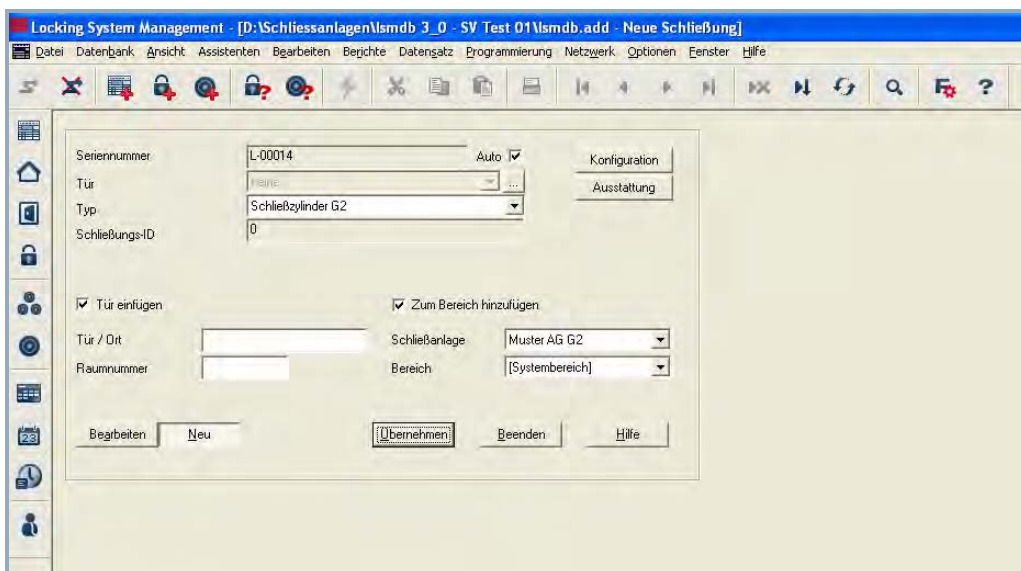 Locking System Management - [D:\Schliessanlagen\lsmdb 3_0 - SV Test 01\lsmdb.add - Neue Schließung]
Datei Datenbank Ansicht Assistenten Bearbeiten Berichte Datensatz Programmierung Netzwerk Optionen Fenster Hilfe
Seriennummer L-00014 Auto Konfiguration
Tür Keine ... Ausstattung
Typ Schließzylinder G2
Schließungs-ID 0
Tür einfügen Zum Bereich hinzufügen
Tür / Ort Schließanlage Muster AG G2
Raumnummer Bereich [Systembereich]
23
Bearbeiten Neu Übernehmen Beenden Hilfe